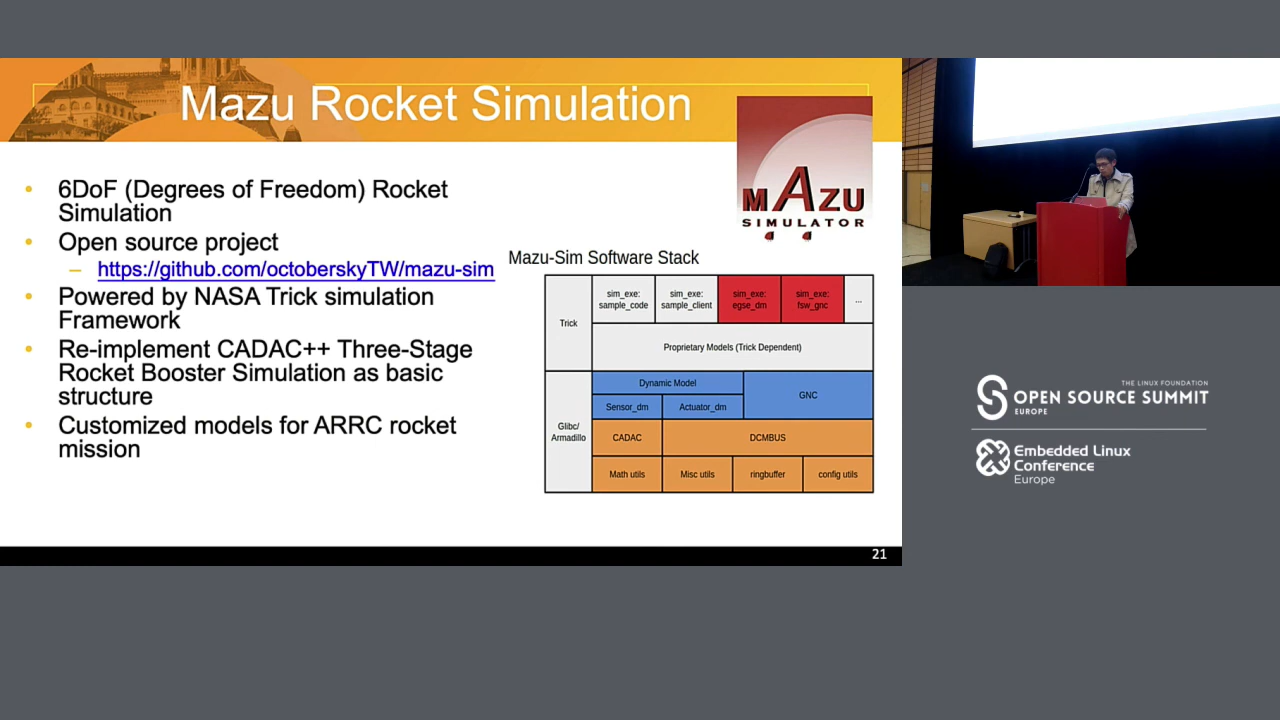 Mazu Rocket Simulation
MAZU
SIMULATOR
• 6DoF (Degrees of Freedom) Rocket
Simulation
• Open source project
– https://github.com/octoberskyTW/mazu-sim
• Powered by NASA Trick simulation
Framework
• Re-implement CADAC++ Three-Stage
Rocket Booster Simulation as basic
structure
• Customized models for ARRC rocket
mission
Mazu-Sim Software Stack
Trick
sim_exe:
sample_code
sim_exe:
sample_client
sim_exe:
egse_dm
sim_exe:
fsw_gnc
...
Proprietary Models (Trick Dependent)
Glibc/
Armadillo
Dynamic Model
GNC
Sensor_dm
Actuator_dm
CADAC
DCMBUS
Math utils
Misc utils
ringbuffer
config utils
21
THE LINUX FOUNDATION
OPEN SOURCE SUMMIT
EUROPE
Embedded Linux
Conference
Europe